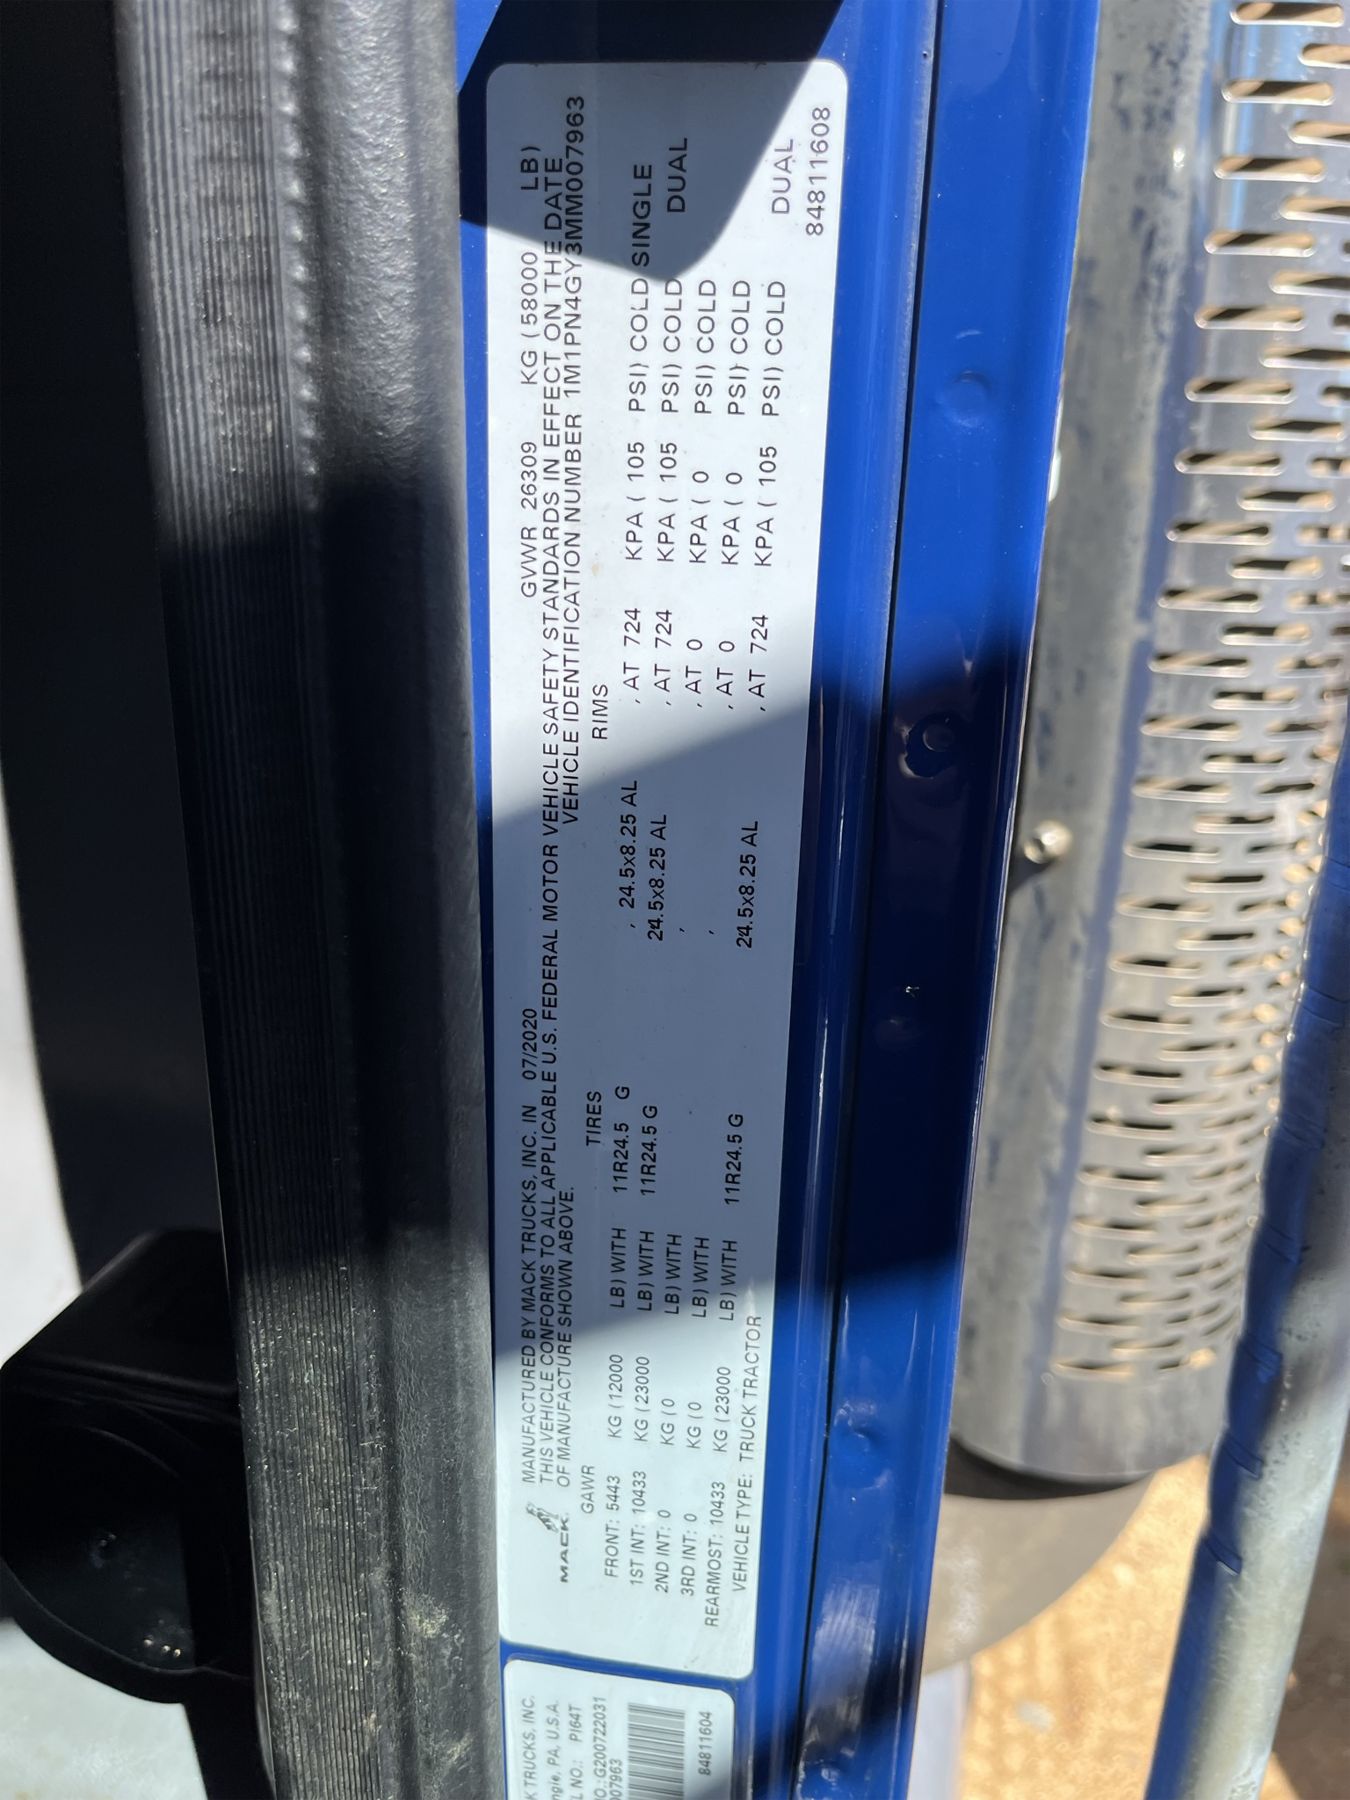 MACK
MANUFACTURED BY MACK TRUCKS, INC. IN 07/2020 GVWR 26309 KG (58000 LB)
THIS VEHICLE CONFORMS TO ALL APPLICABLE U.S. FEDERAL MOTOR VEHICLE SAFETY STANDARDS IN EFFECT ON THE DATE
OF MANUFACTURE SHOWN ABOVE. VEHICLE IDENTIFICATION NUMBER 1M1PN4GY3MM007963
GAWR TIRES RIMS
FRONT: 5443 KG (12000 LB) WITH 11R24.5 G , 24.5x8.25 AL , AT 724 KPA ( 105 PSI) COLD SINGLE
1ST INT: 10433 KG (23000 LB) WITH 11R24.5 G 24.5x8.25 AL , AT 724 KPA ( 105 PSI) COLD DUAL
2ND INT: 0 KG (0 LB) WITH , , AT 0 KPA ( 0 PSI) COLD
3RD INT: 0 KG (0 LB) WITH , , AT 0 KPA ( 0 PSI) COLD
REARMOST: 10433 KG (23000 LB) WITH 11R24.5 G 24.5x8.25 AL , AT 724 KPA ( 105 PSI) COLD DUAL
VEHICLE TYPE: TRUCK TRACTOR 84811608
K TRUCKS, INC.
ngie, PA, U.S.A.
L NO.: PI64T
O.:G200722031
007963
84811604